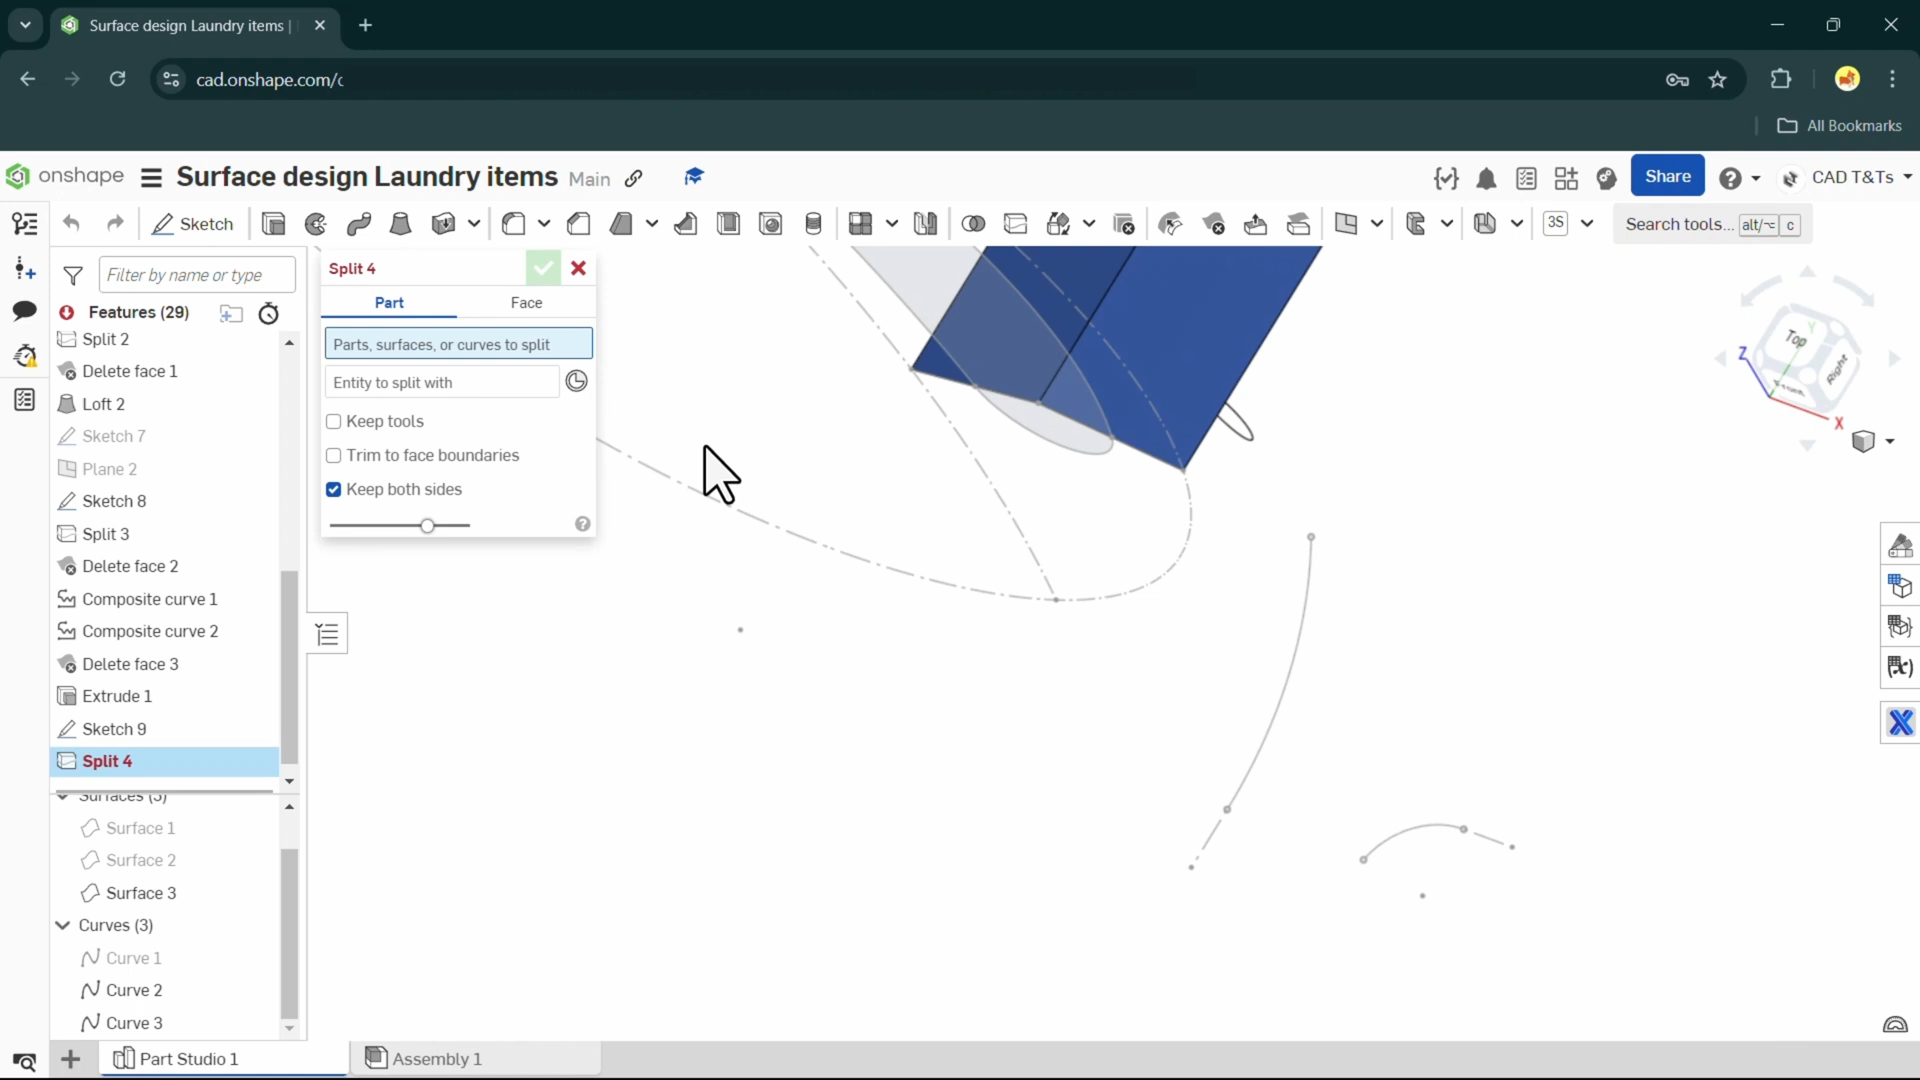 Surface design Laundry items |
cad.onshape.com/c
All Bookmarks
onshape
Surface design Laundry items
Main
Share
CAD T&Ts
Sketch
3S
Search tools... alt/⌥ c
Filter by name or type
Features (29)
Split 2
Delete face 1
Loft 2
Sketch 7
Plane 2
Sketch 8
Split 3
Delete face 2
Composite curve 1
Composite curve 2
Delete face 3
Extrude 1
Sketch 9
Split 4
Surfaces (3)
Surface 1
Surface 2
Surface 3
Curves (3)
Curve 1
Curve 2
Curve 3
Split 4
Part
Face
Parts, surfaces, or curves to split
Entity to split with
Keep tools
Trim to face boundaries
Keep both sides
Top
Right
Z
Y
X
Part Studio 1
Assembly 1